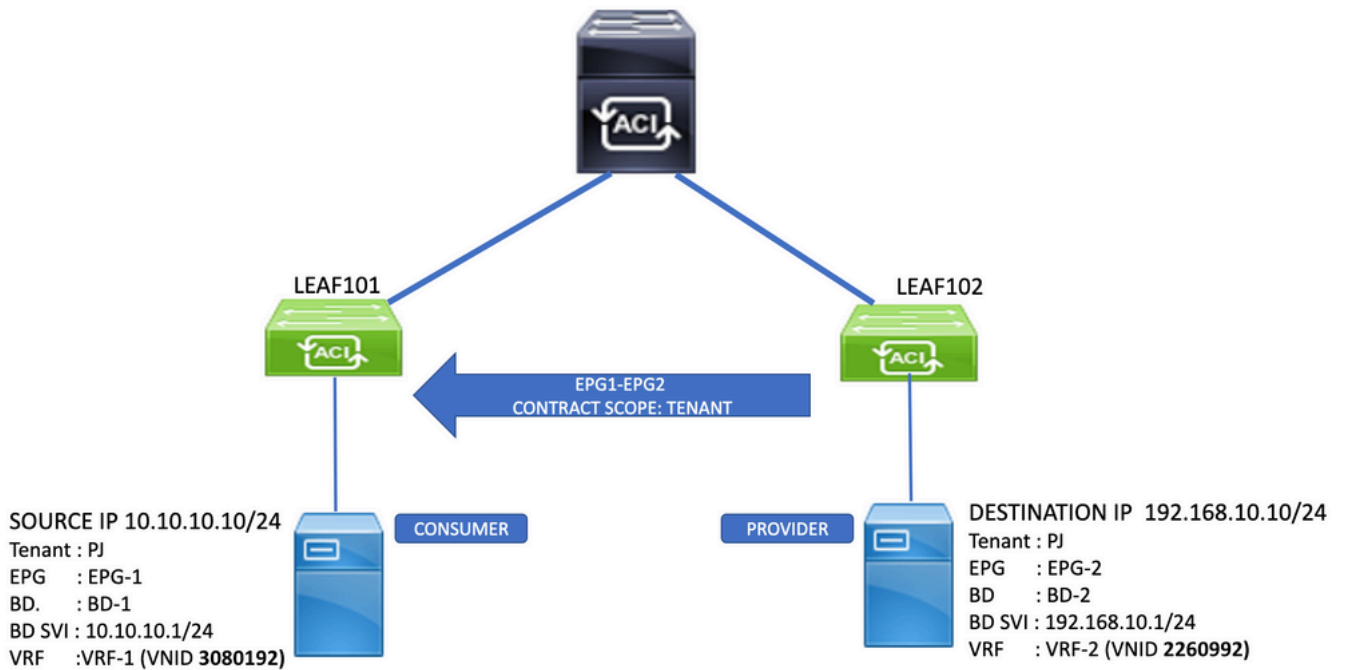 ACI
LEAF101
LEAF102
ACI
ACI
EPG1-EPG2
CONTRACT SCOPE: TENANT
SOURCE IP 10.10.10.10/24
Tenant : PJ
EPG : EPG-1
BD. : BD-1
BD SVI : 10.10.10.1/24
VRF :VRF-1 (VNID 3080192)
CONSUMER
PROVIDER
DESTINATION IP 192.168.10.10/24
Tenant : PJ
EPG : EPG-2
BD : BD-2
BD SVI : 192.168.10.1/24
VRF : VRF-2 (VNID 2260992)